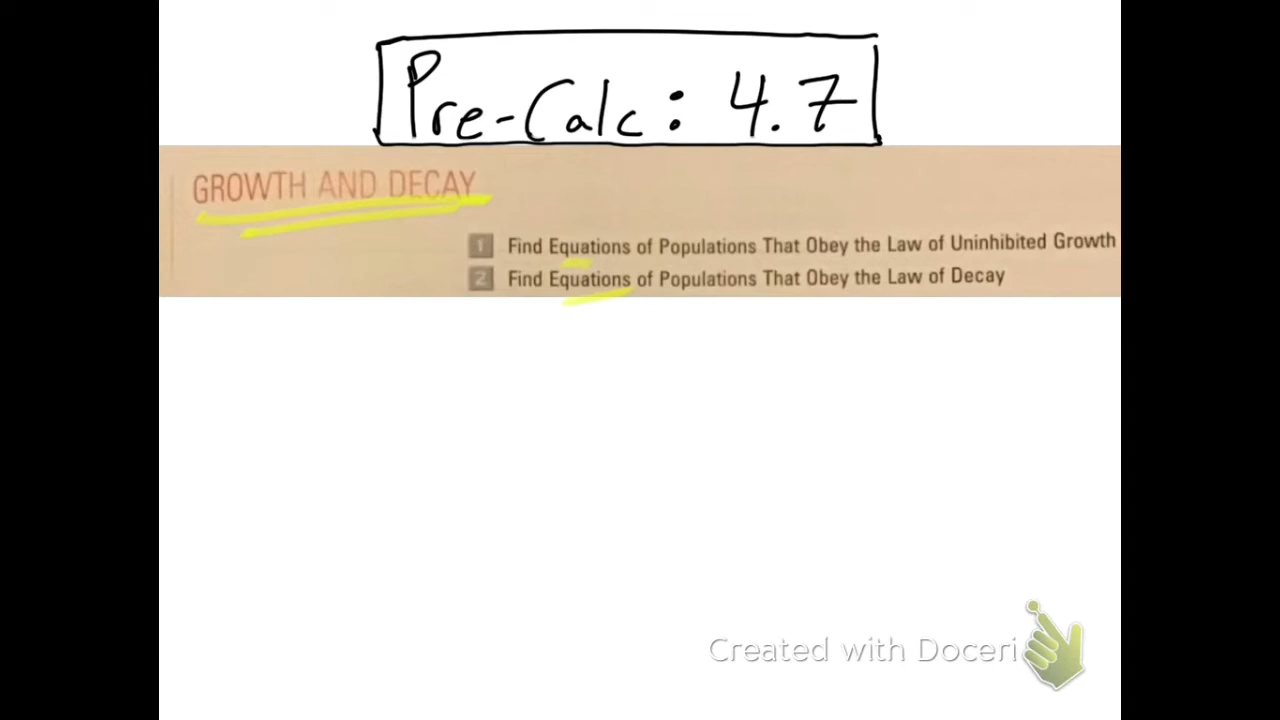 Pre-Calc: 4.7
GROWTH AND DECAY
1 Find Equations of Populations That Obey the Law of Uninhibited Growth
2 Find Equations of Populations That Obey the Law of Decay
Created with Doceri